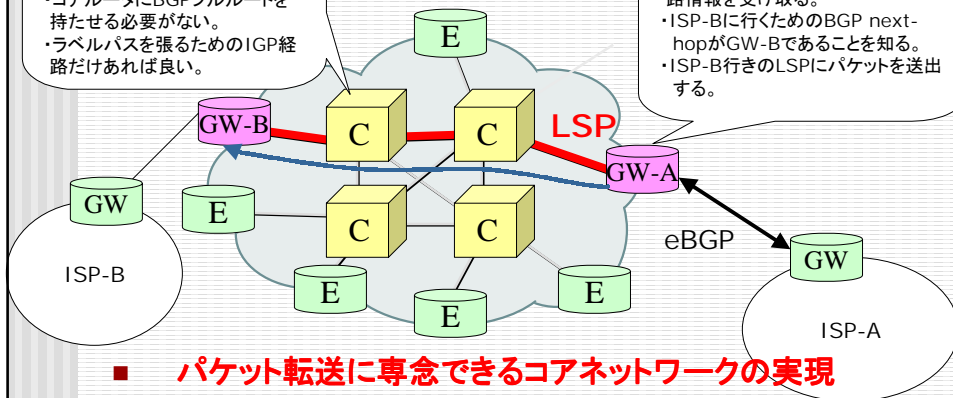 ・コアルータにBGPフルルートを
持たせる必要がない。
・ラベルパスを張るためのIGP経
路だけあれば良い。
路情報を受け取る。
・ISP-Bに行くためのBGP next-
hopがGW-Bであることを知る。
・ISP-B行きのLSPにパケットを送出
する。
E
GW-B
C
C
LSP
GW-A
GW
E
C
C
eBGP
GW
ISP-B
E
E
E
ISP-A
■ パケット転送に専念できるコアネットワークの実現